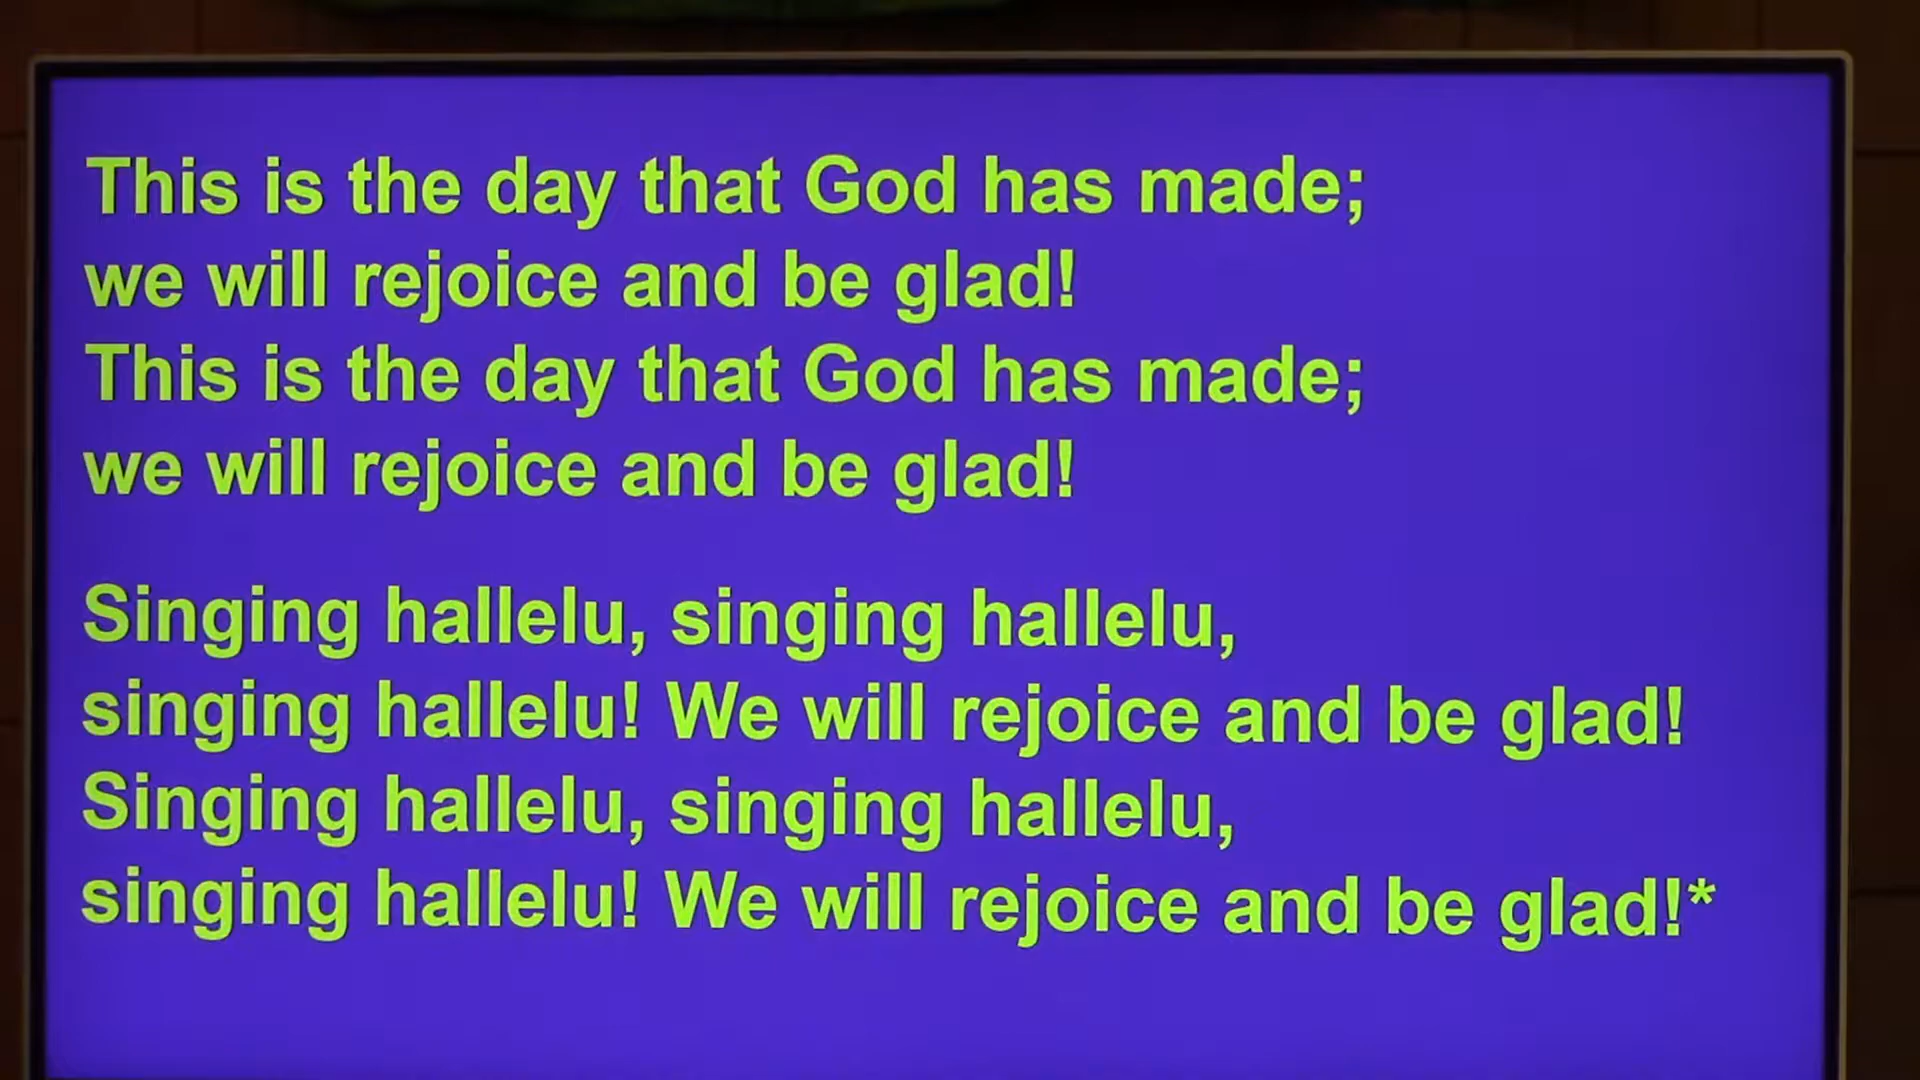 This is the day that God has made;
we will rejoice and be glad!
This is the day that God has made;
we will rejoice and be glad!
Singing hallelu, singing hallelu,
singing hallelu! We will rejoice and be glad!
Singing hallelu, singing hallelu,
singing hallelu! We will rejoice and be glad!*